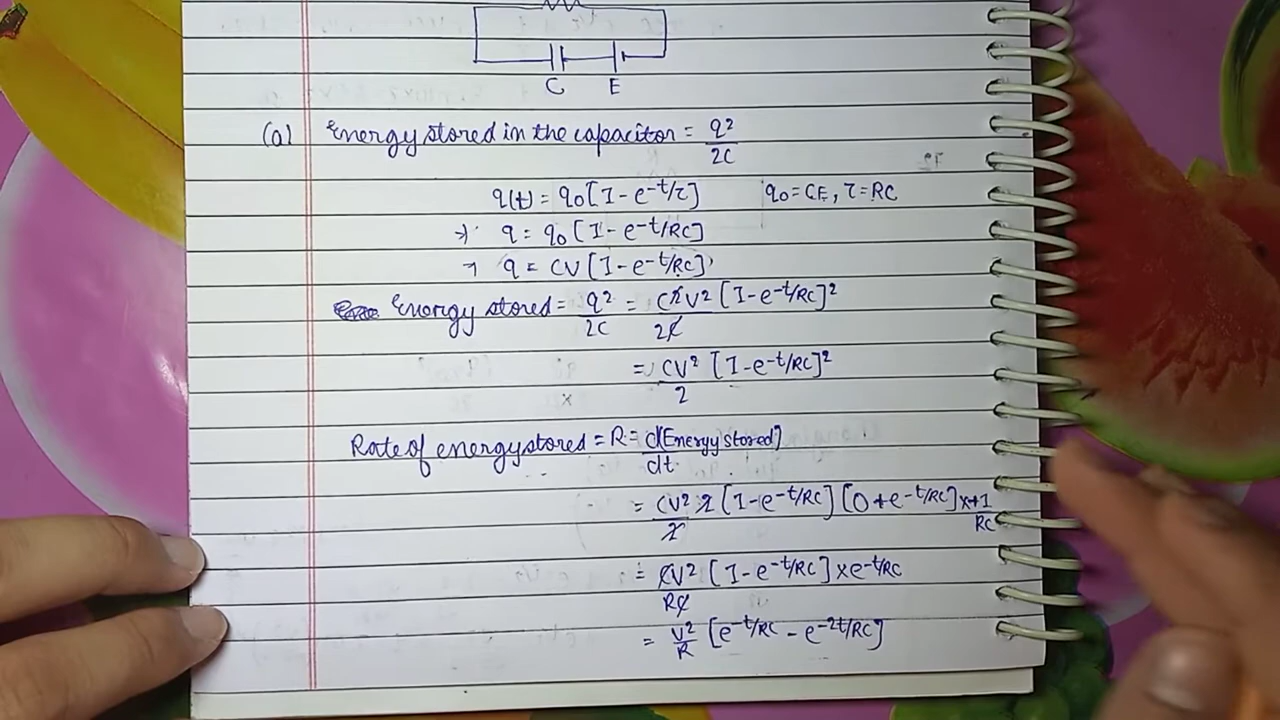 C E
(a) Energy stored in the capacitor = q²/2C
q(t) = q₀[1 - e^-t/τ] q₀ = CE, τ = RC
→ q = q₀[1 - e^-t/RC]
→ q = CV[1 - e^-t/RC]
Energy stored = q²/2C = C²V²/2C [1 - e^-t/RC]²
= CV²/2 [1 - e^-t/RC]²
Rate of energy stored = R = d(Energy stored)/dt
= CV²/2 2 [1 - e^-t/RC] [0 + e^-t/RC] × +1/RC
= CV²/RC [1 - e^-t/RC] × e^-t/RC
= V²/R [e^-t/RC - e^-2t/RC]